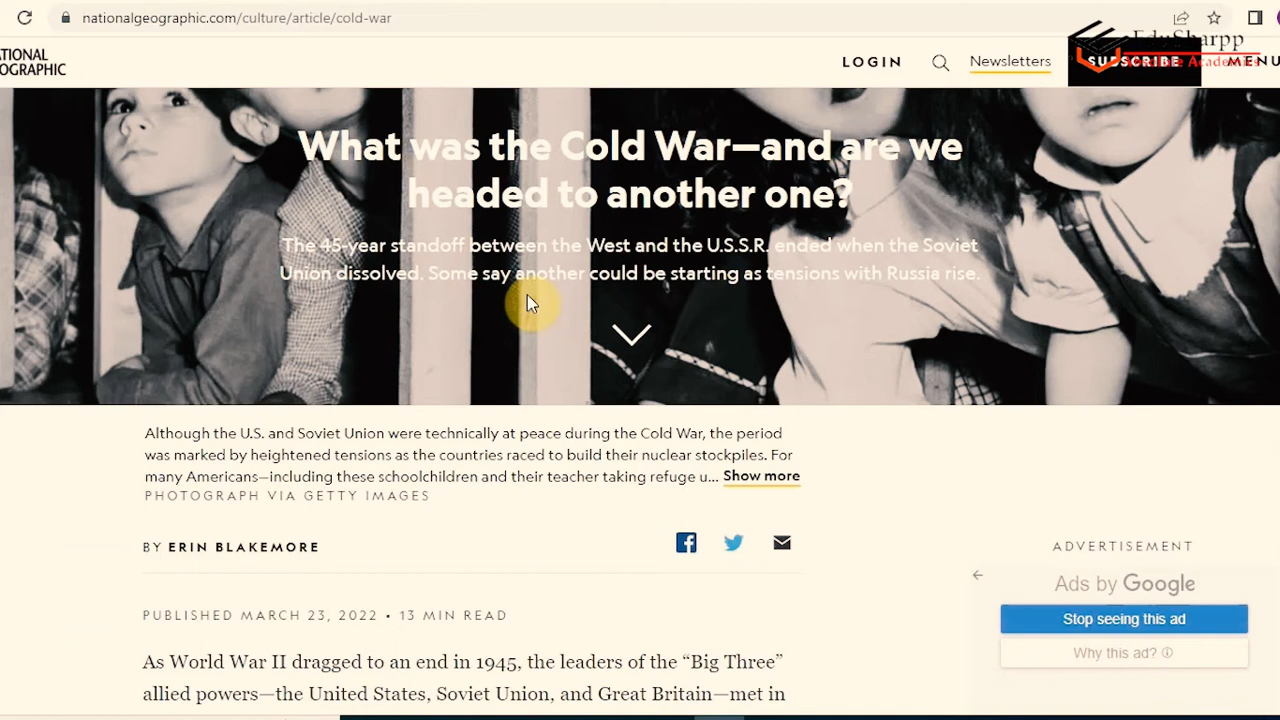 nationalgeographic.com/culture/article/cold-war
EduSharpp
ATIONAL
OGRAPHIC
LOGIN
Newsletters
SUBSCRIBE
MENU
What was the Cold War—and are we
headed to another one?
The 45-year standoff between the West and the U.S.S.R. ended when the Soviet
Union dissolved. Some say another could be starting as tensions with Russia rise.
Although the U.S. and Soviet Union were technically at peace during the Cold War, the period
was marked by heightened tensions as the countries raced to build their nuclear stockpiles. For
many Americans—including these schoolchildren and their teacher taking refuge u... Show more
PHOTOGRAPH VIA GETTY IMAGES
BY ERIN BLAKEMORE
PUBLISHED MARCH 23, 2022 • 13 MIN READ
As World War II dragged to an end in 1945, the leaders of the “Big Three”
allied powers—the United States, Soviet Union, and Great Britain—met in
ADVERTISEMENT
Ads by Google
Stop seeing this ad
Why this ad?